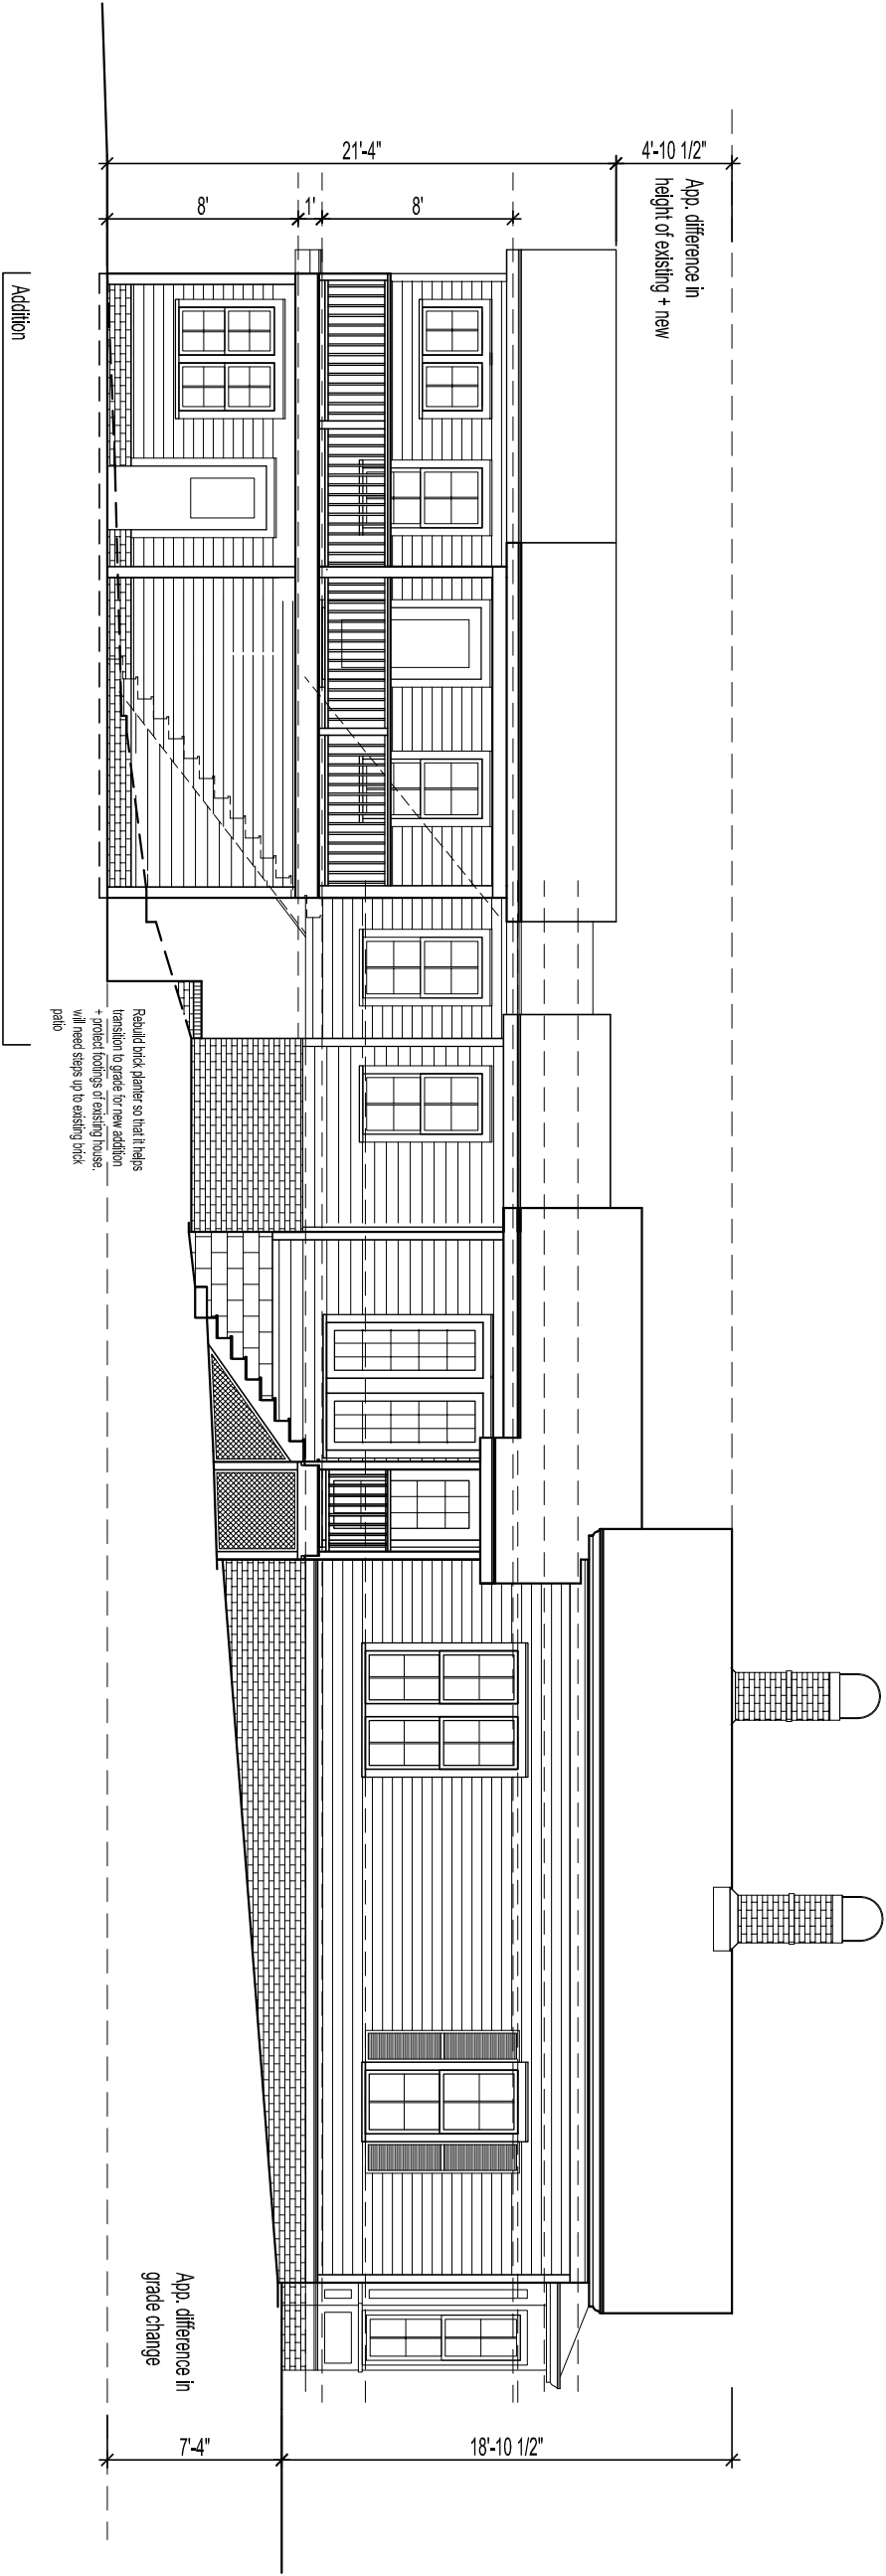 4'-10 1/2"
21'-4"
App. difference in
height of existing + new
8'
1'
8'
Addition
Rebuild brick planter so that it helps
transition to grade for new addition
+ protect footings of existing house.
will need steps up to existing brick
patio
App. difference in
grade change
18'-10 1/2"
7'-4"